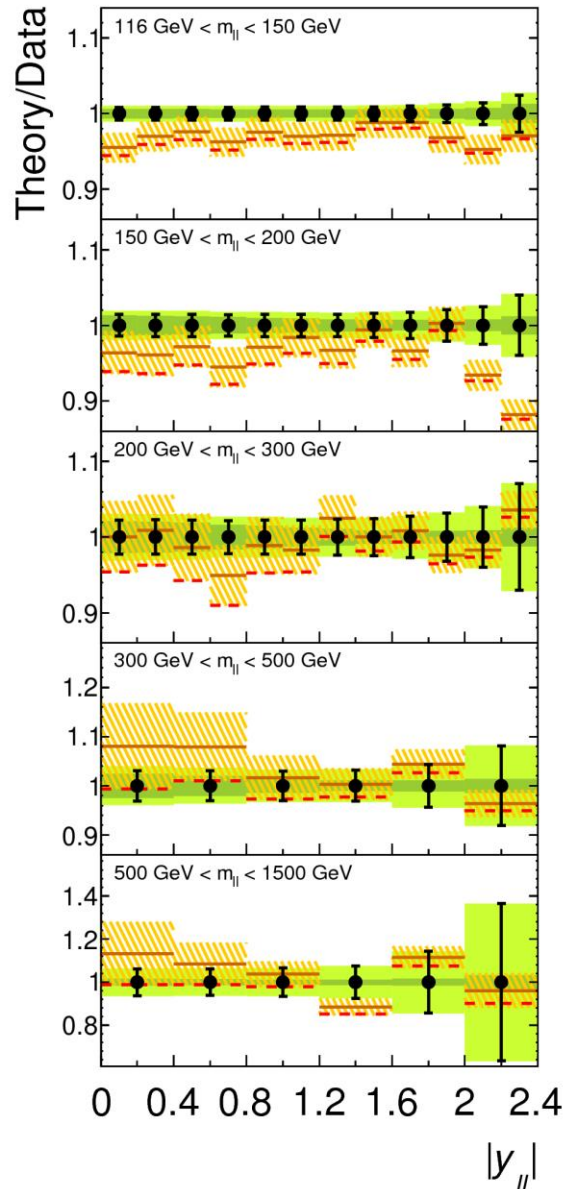 Theory/Data
116 GeV < m_ll < 150 GeV
1.1
1
0.9
150 GeV < m_ll < 200 GeV
1.1
1
0.9
200 GeV < m_ll < 300 GeV
1.1
1
0.9
300 GeV < m_ll < 500 GeV
1.2
1.1
1
0.9
500 GeV < m_ll < 1500 GeV
1.4
1.2
1
0.8
0 0.4 0.8 1.2 1.6 2 2.4
|y_ll|